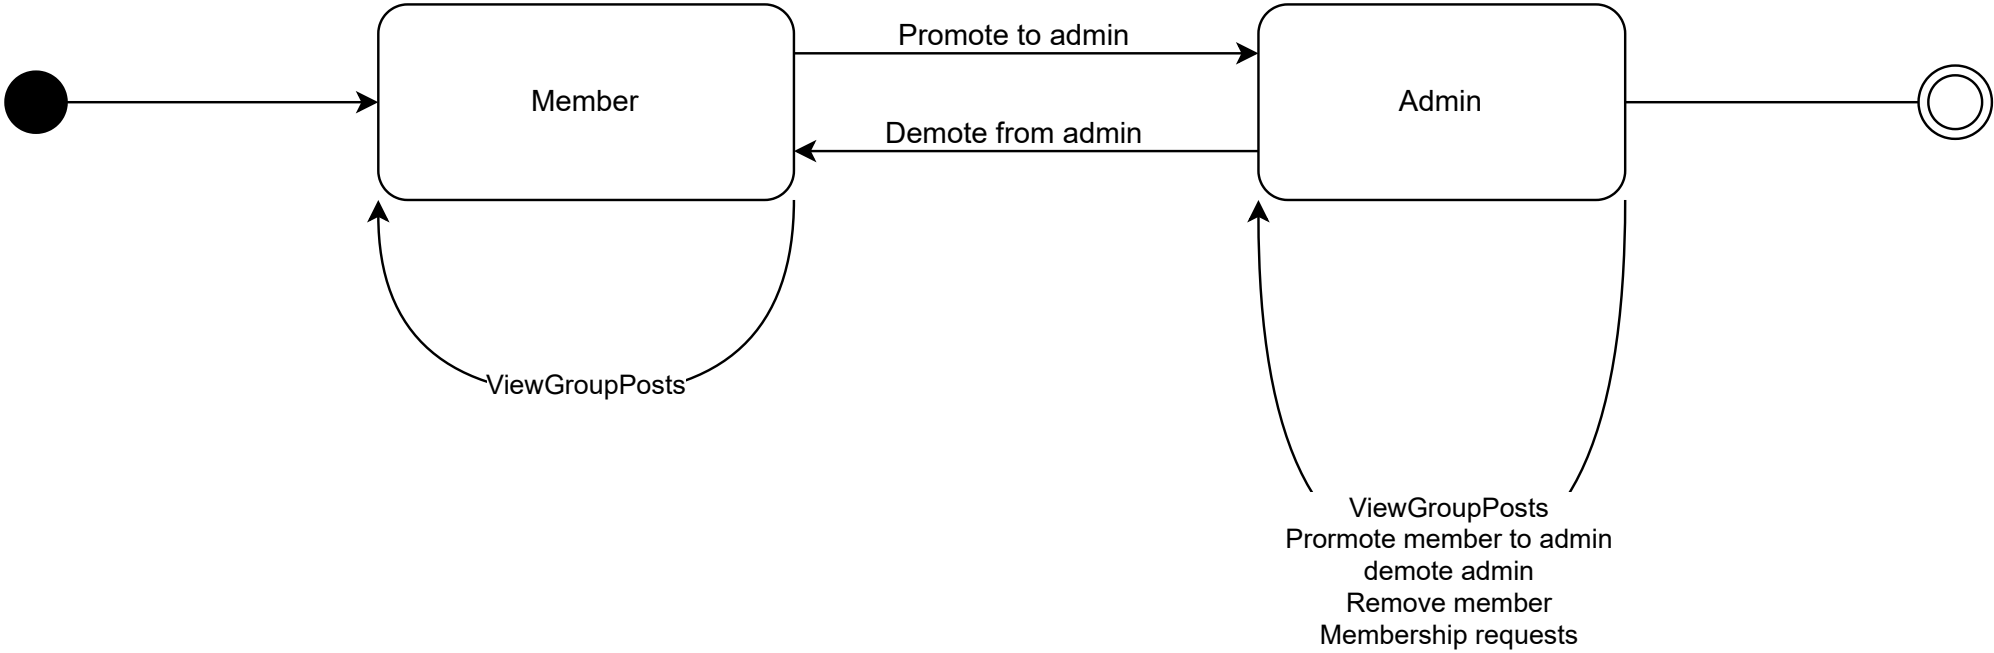 Promote to admin
Member
Admin
Demote from admin
ViewGroupPosts
ViewGroupPosts
Prormote member to admin
demote admin
Remove member
Membership requests